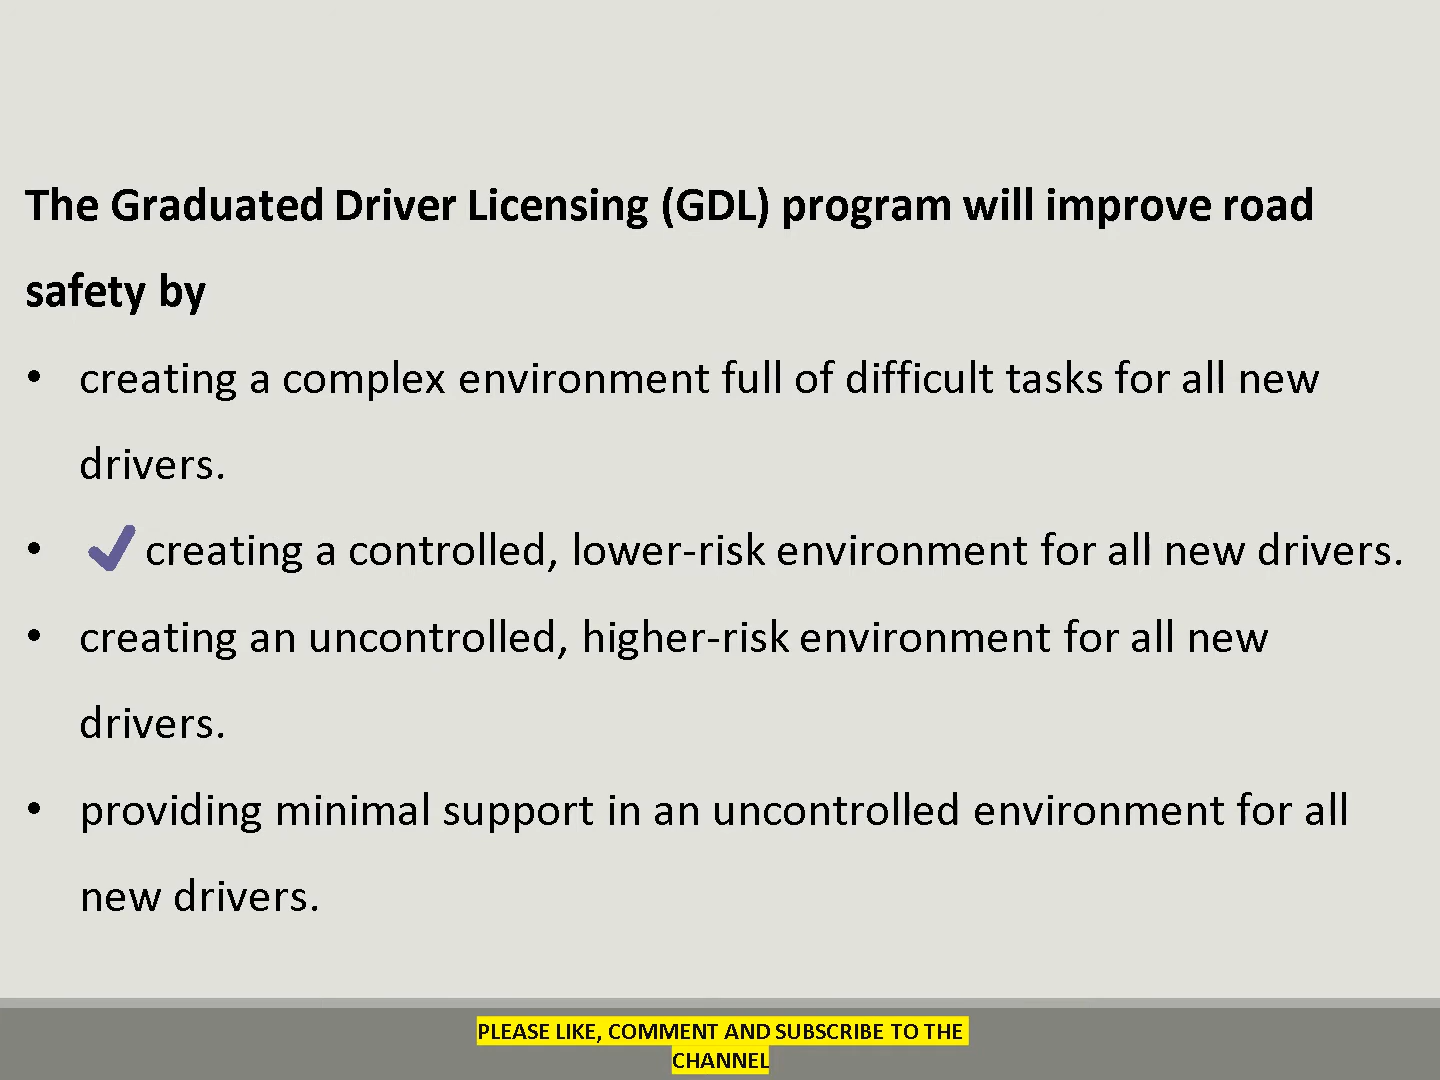 The Graduated Driver Licensing (GDL) program will improve road
safety by
• creating a complex environment full of difficult tasks for all new
drivers.
• ✔ creating a controlled, lower-risk environment for all new drivers.
• creating an uncontrolled, higher-risk environment for all new
drivers.
• providing minimal support in an uncontrolled environment for all
new drivers.
PLEASE LIKE, COMMENT AND SUBSCRIBE TO THE
CHANNEL